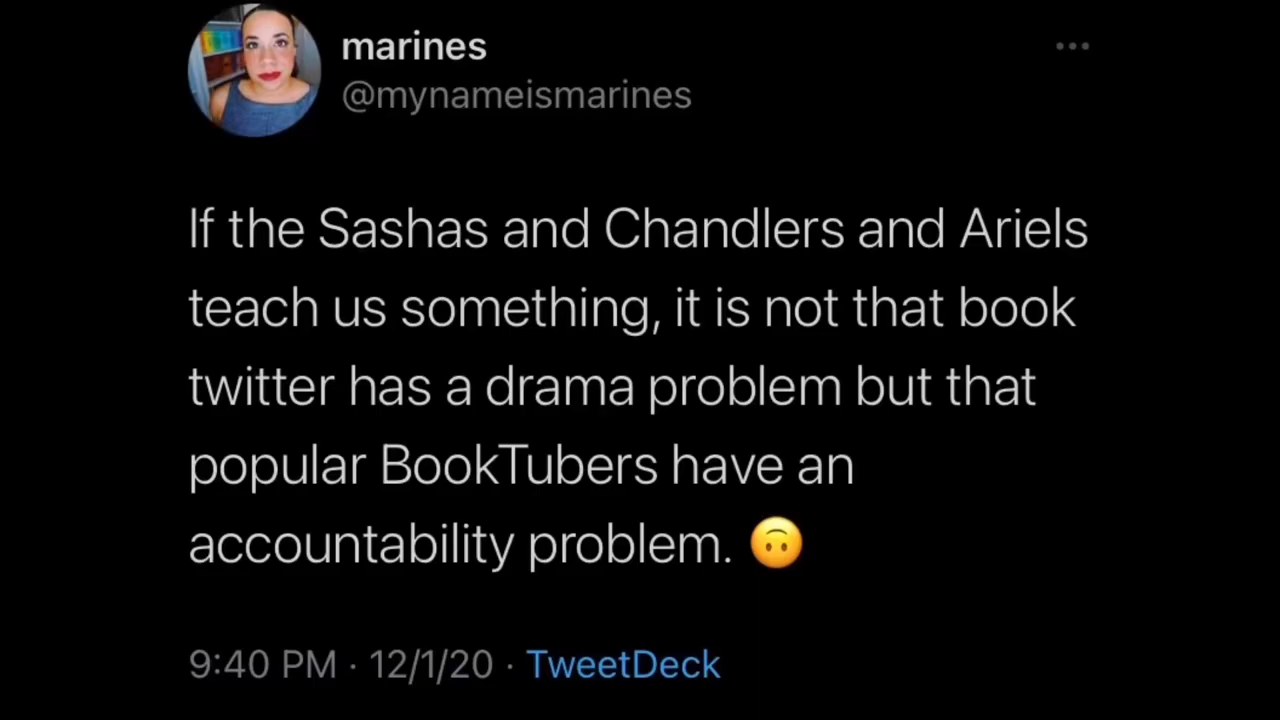 marines
@mynameismarines
If the Sashas and Chandlers and Ariels
teach us something, it is not that book
twitter has a drama problem but that
popular BookTubers have an
accountability problem. 🙃
9:40 PM · 12/1/20 · TweetDeck